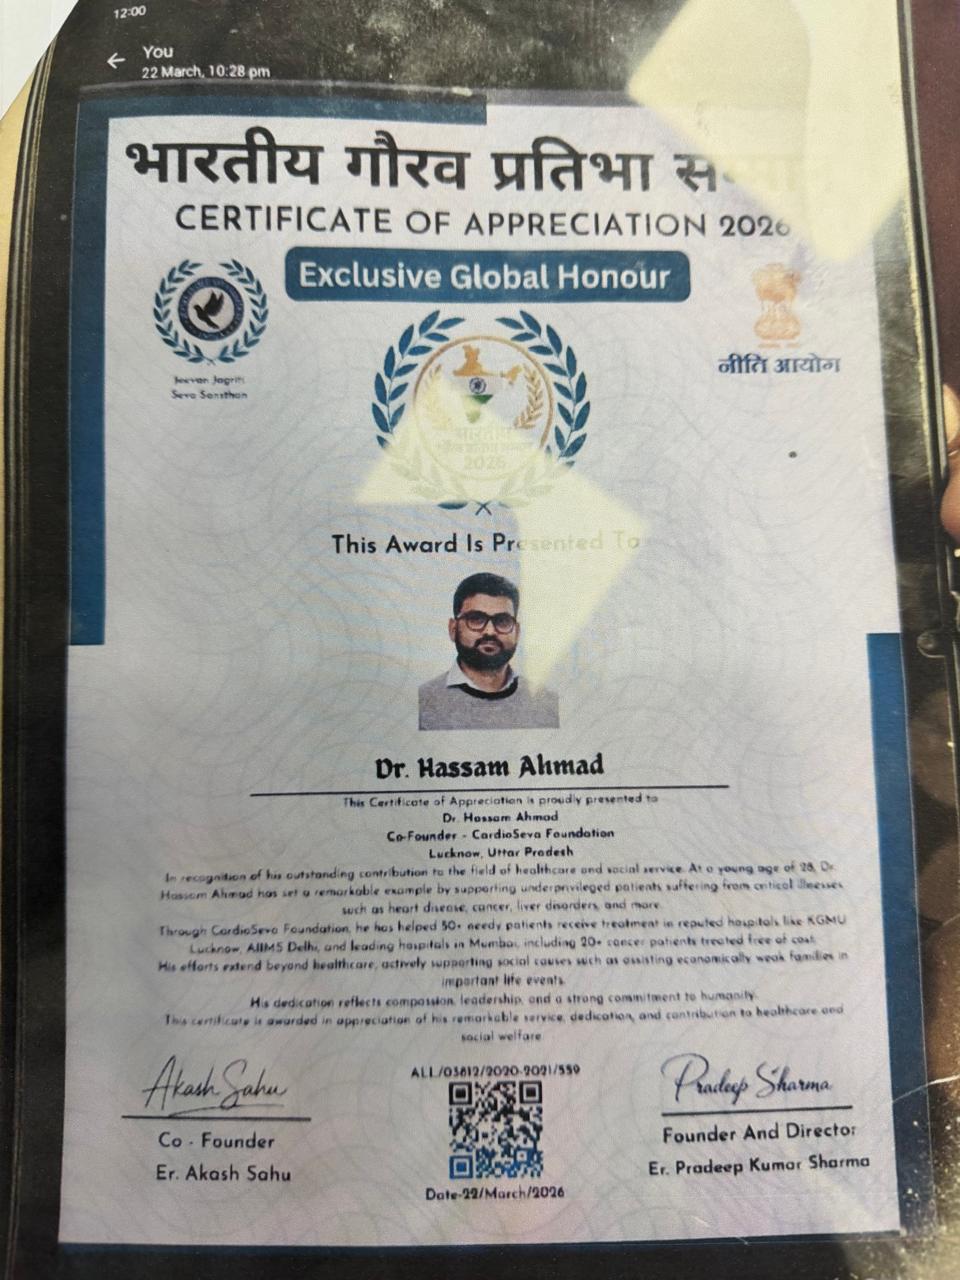 12:00
You
22 March, 10:28 pm
भारतीय गौरव प्रतिभा
CERTIFICATE OF APPRECIATION 2026
Exclusive Global Honour
Jeevan Jagriti
Seva Sansthan
नीति आयोग
2026
This Award Is Presented To
Dr. Hassam Ahmad
This Certificate of Appreciation is proudly presented to
Dr. Hassam Ahmad
Co-Founder - CardioSeva Foundation
Lucknow, Uttar Pradesh
In recognition of his outstanding contribution to the field of healthcare and social service. At a young age of 28, Dr.
Hassam Ahmad has set a remarkable example by supporting underprivileged patients suffering from critical illnesses
such as heart disease, cancer, liver disorders, and more.
Through CardioSeva Foundation, he has helped 50+ needy patients receive treatment in reputed hospitals like KGMU
Lucknow, AIIMS Delhi, and leading hospitals in Mumbai, including 20+ cancer patients treated free of cost.
His efforts extend beyond healthcare, actively supporting social causes such as assisting economically weak families in
important life events.
His dedication reflects compassion, leadership, and a strong commitment to humanity.
This certificate is awarded in appreciation of his remarkable service, dedication, and contribution to healthcare and
social welfare.
Akash Sahu
ALL/03612/2020-2021/559
Pradeep Sharma
Co - Founder
Er. Akash Sahu
Founder And Director
Er. Pradeep Kumar Sharma
Date-22/March/2026